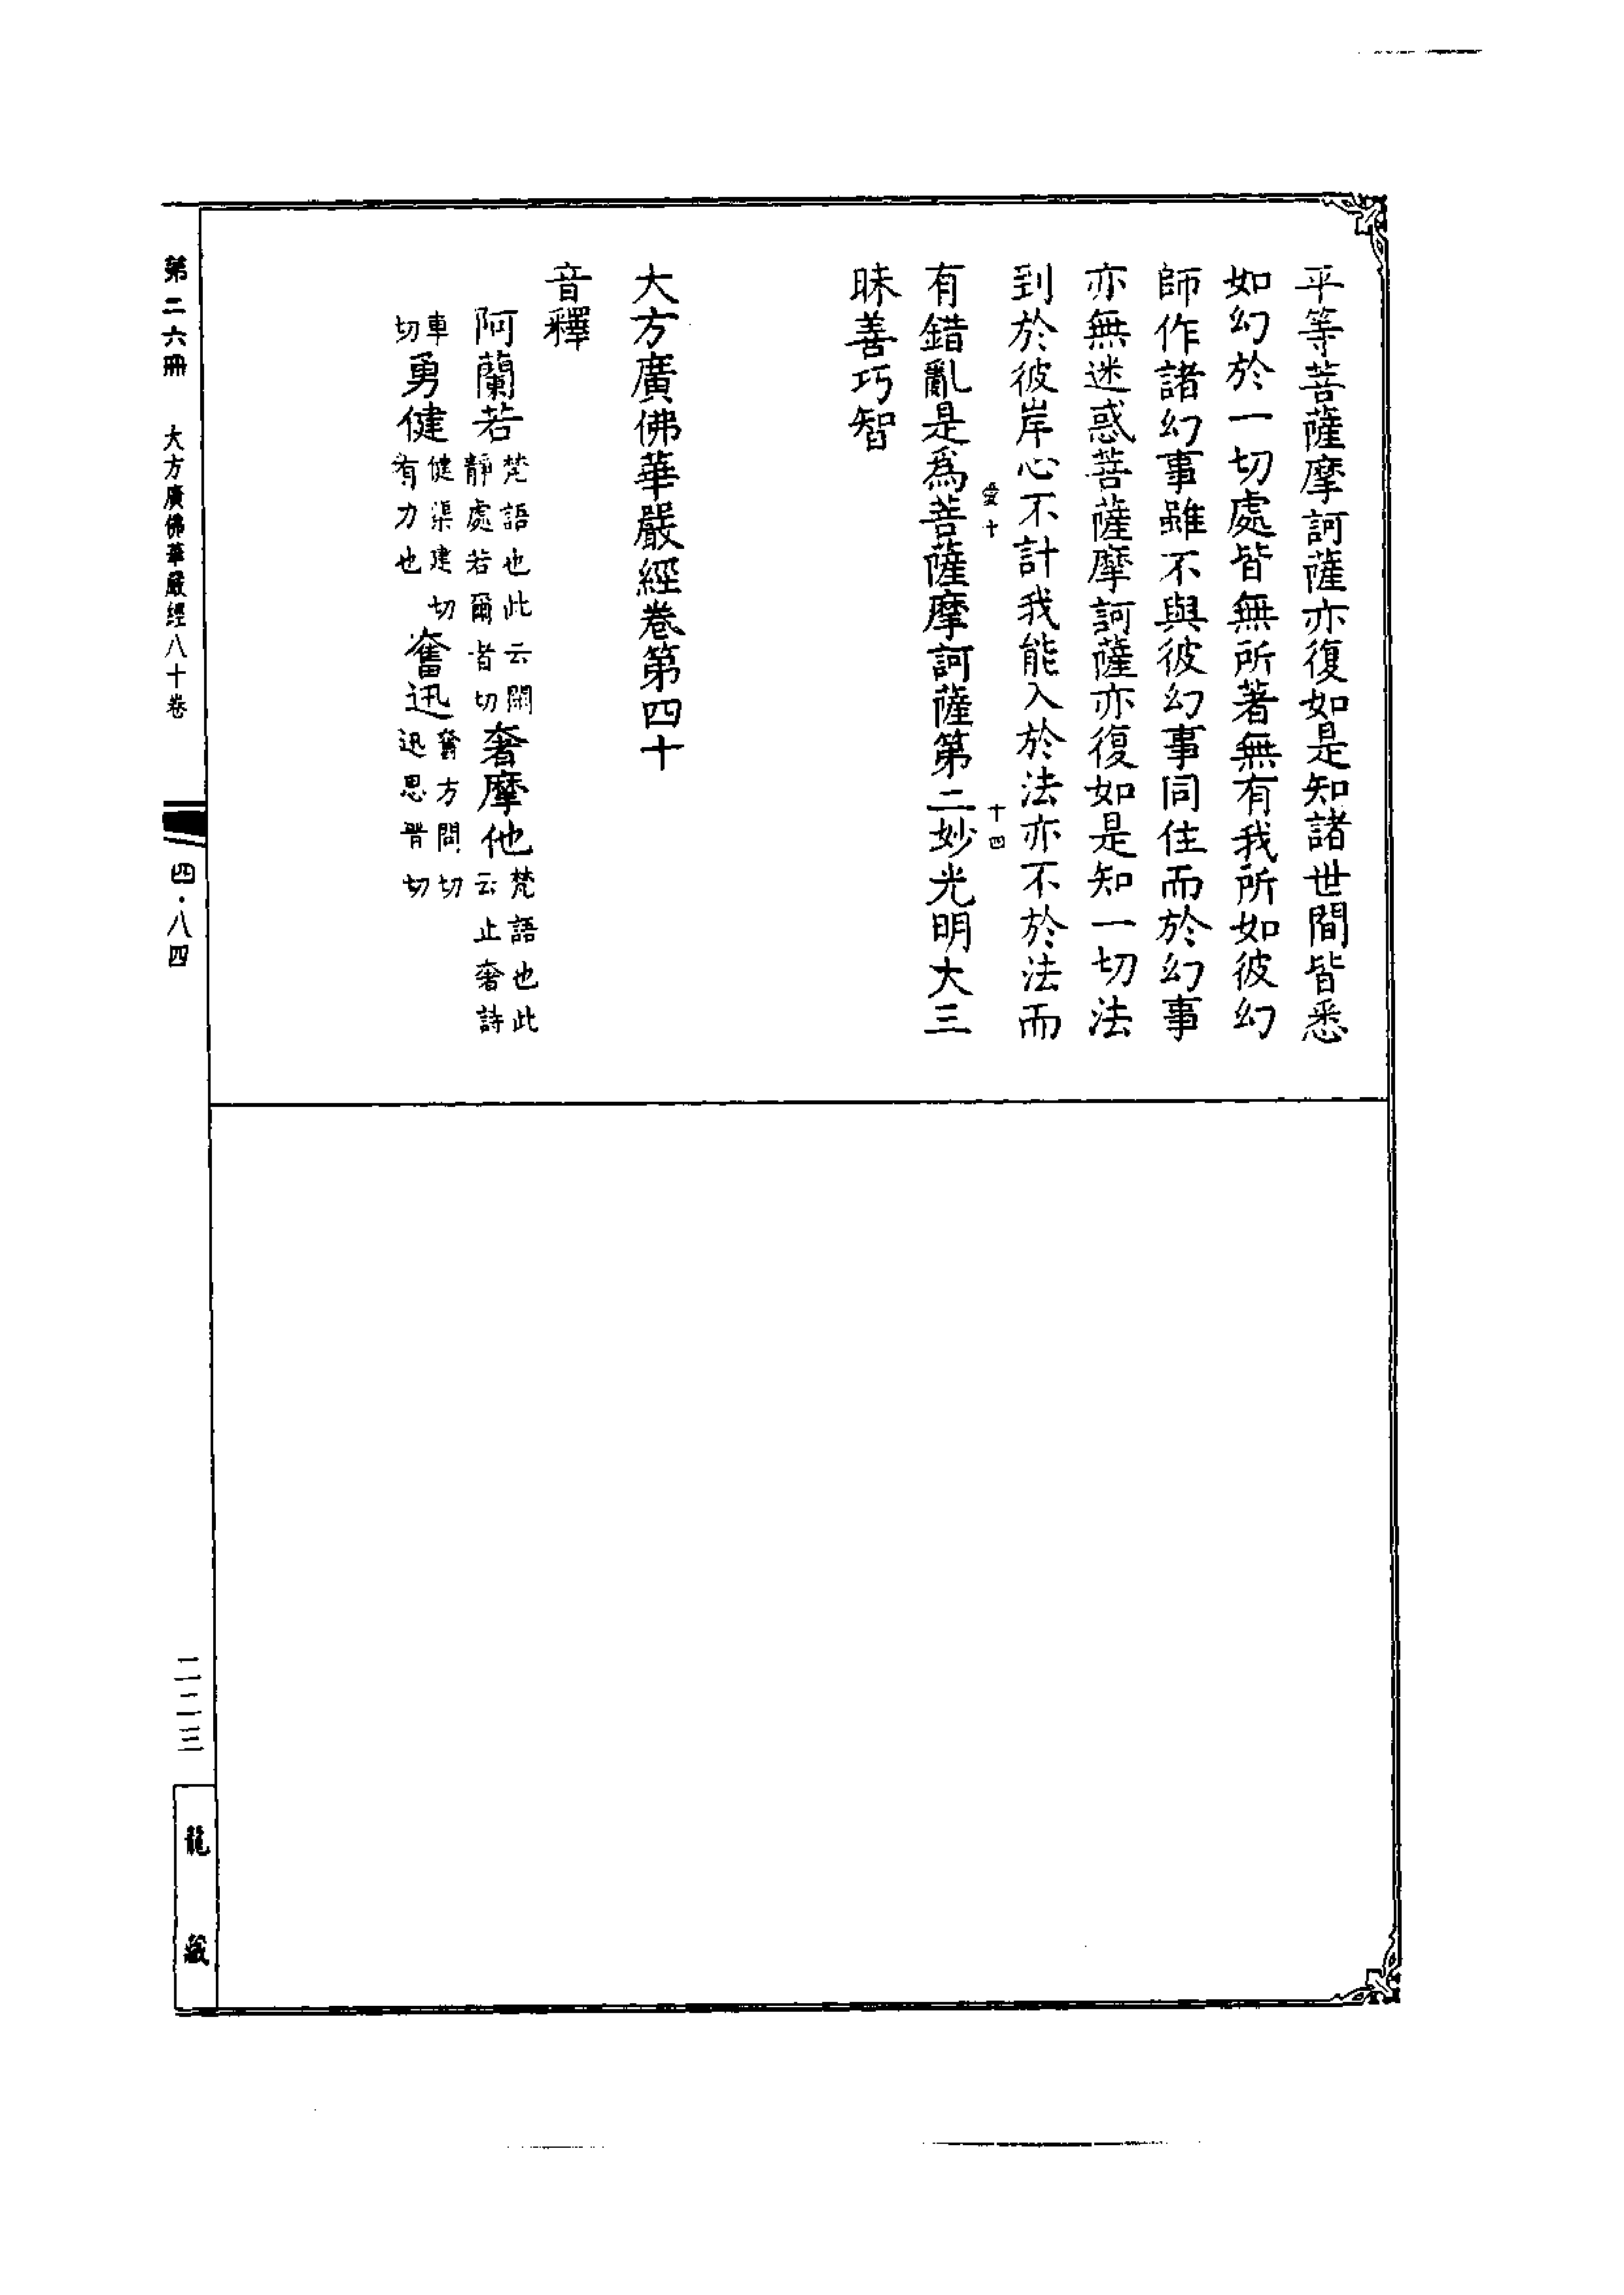 平等菩薩摩訶薩亦復如是知諸世間皆悉
如幻於一切處皆無所著無有我所如彼幻
師作諸幻事雖不與彼幻事同住而於幻事
亦無迷惑菩薩摩訶薩亦復如是知一切法
到於彼岸心不計我能入於法亦不於法而
愛十 十四
有錯亂是為菩薩摩訶薩第二妙光明大三
昧善巧智
大方廣佛華嚴經卷第四十
音釋
阿蘭若 梵語也此云閑靜處若爾者切 奢摩他 梵語也此云止奢詩
車切 勇健 健渠建切有力也 奮迅 奮方問切迅思晉切
第二六冊 大方廣佛華嚴經八十卷 四·八四 二二三 龍藏